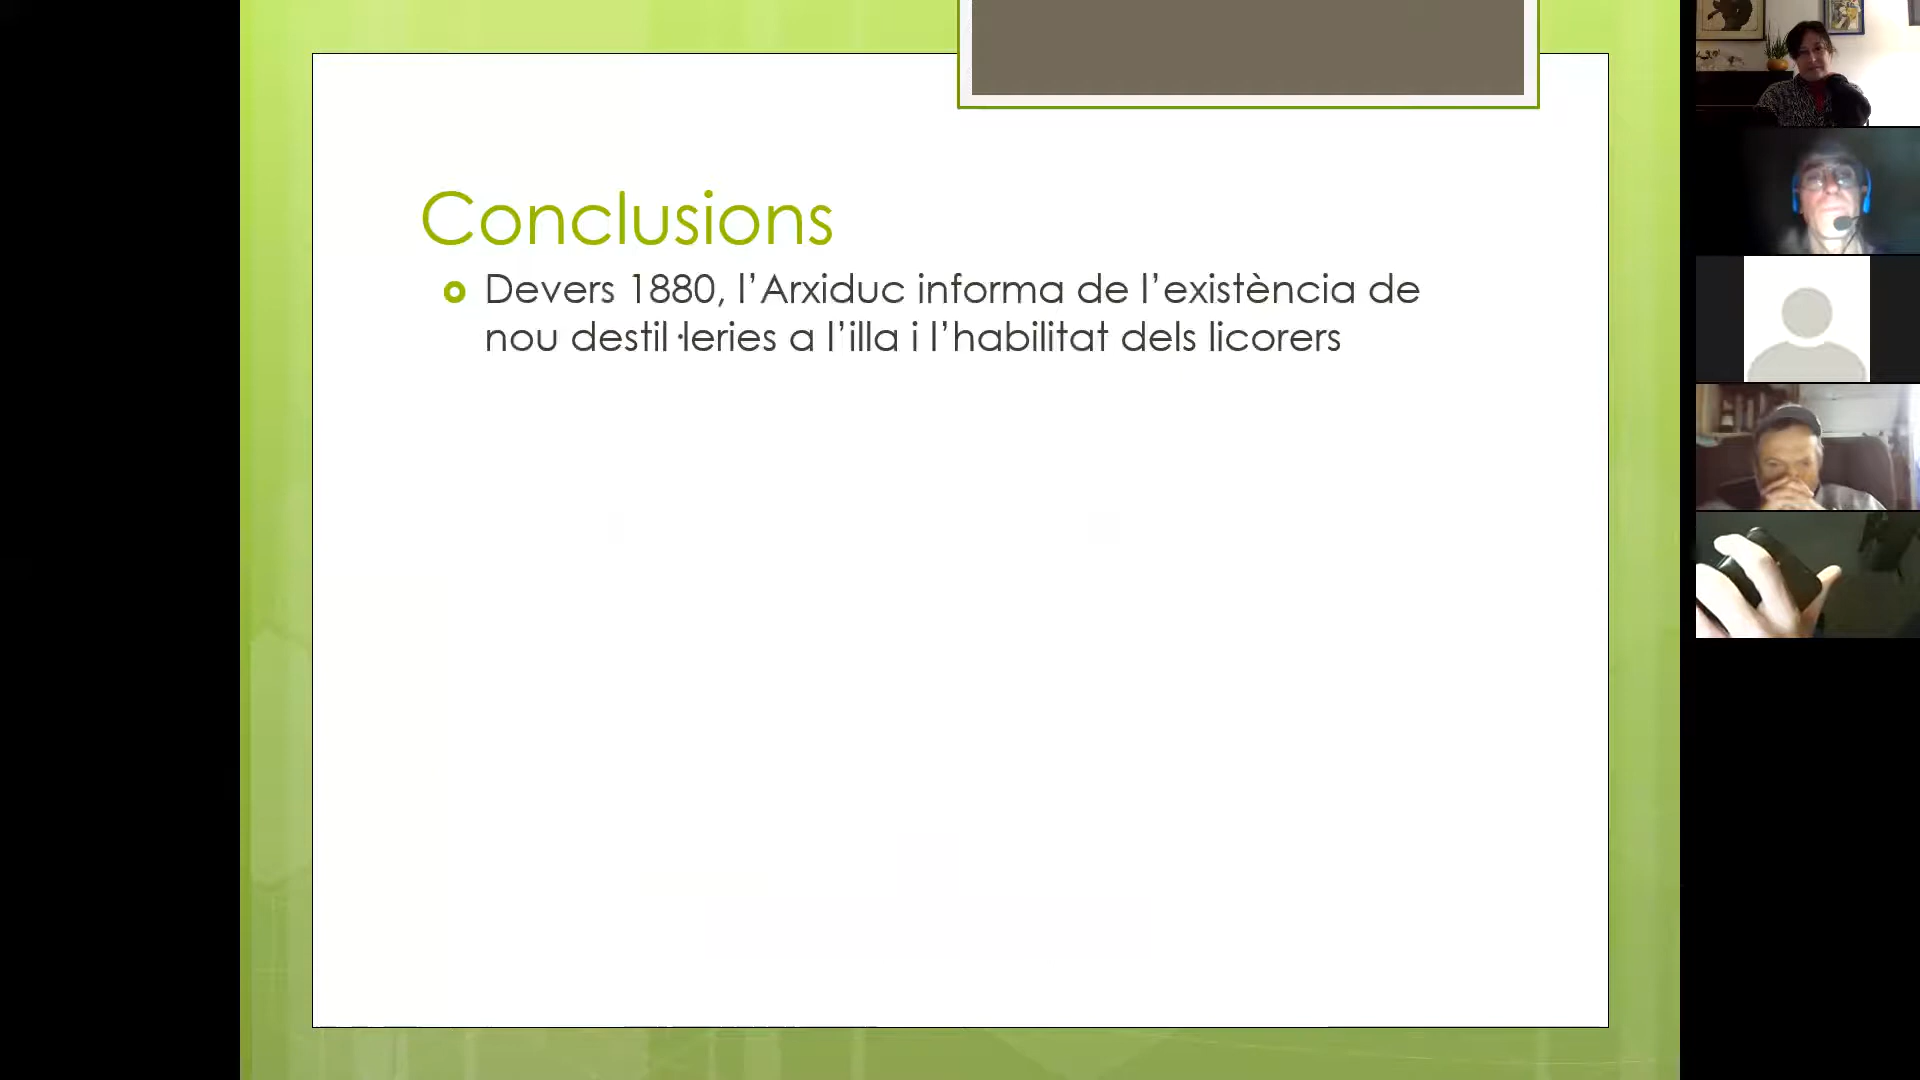 Conclusions
Devers 1880, l’Arxiduc informa de l’existència de
nou destil·leries a l’illa i l’habilitat dels licorers